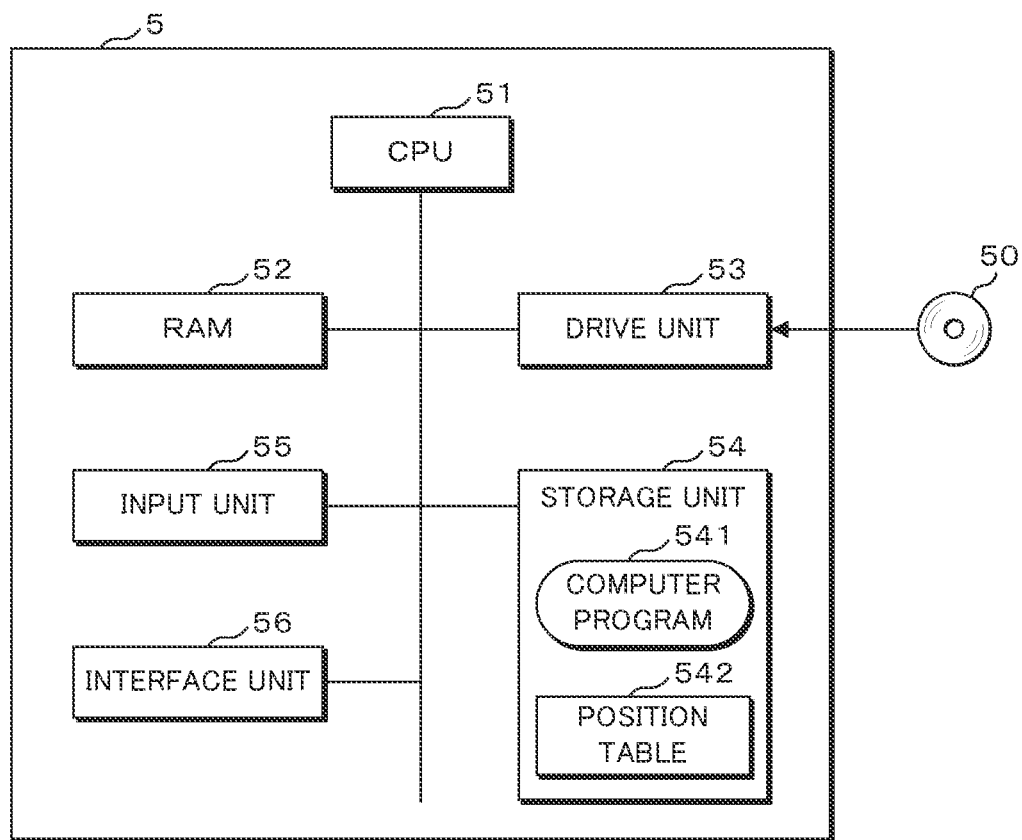 5
51
CPU
52
RAM
53
DRIVE UNIT
50
55
INPUT UNIT
54
STORAGE UNIT
541
COMPUTER
PROGRAM
56
INTERFACE UNIT
542
POSITION
TABLE